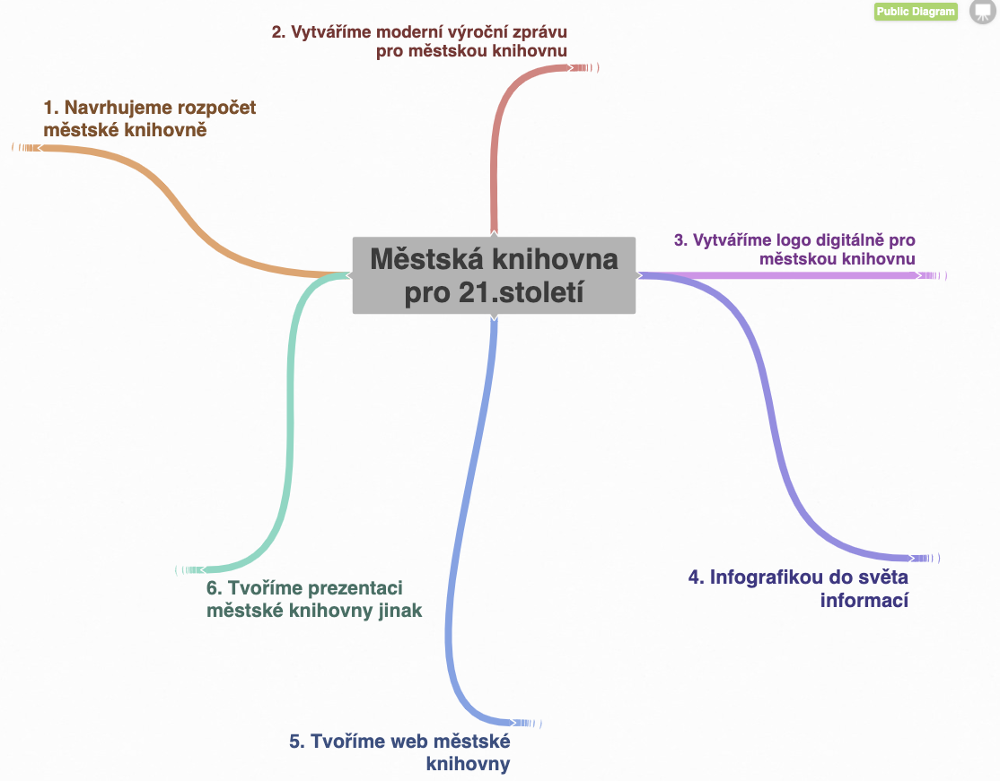 Public Diagram
2. Vytváříme moderní výroční zprávu
pro městskou knihovnu
1. Navrhujeme rozpočet
městské knihovně
Městská knihovna
pro 21.století
3. Vytváříme logo digitálně pro
městskou knihovnu
4. Infografikou do světa
informací
6. Tvoříme prezentaci
městské knihovny jinak
5. Tvoříme web městské
knihovny